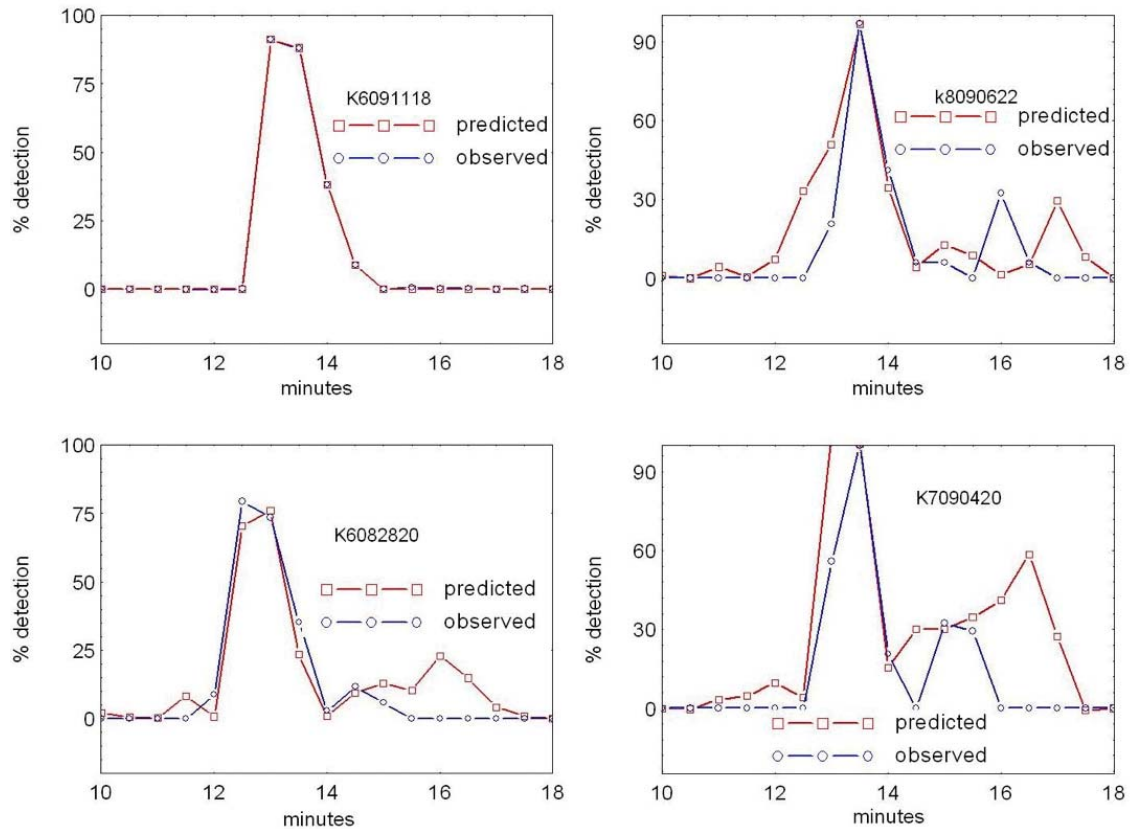 100
75
50
25
0
% detection
K6091118
predicted
observed
10 12 14 16 18
minutes
90
60
30
0
% detection
k8090622
predicted
observed
10 12 14 16 18
minutes
100
75
50
25
0
% detection
K6082820
predicted
observed
10 12 14 16 18
minutes
90
60
30
0
% detection
K7090420
predicted
observed
10 12 14 16 18
minutes